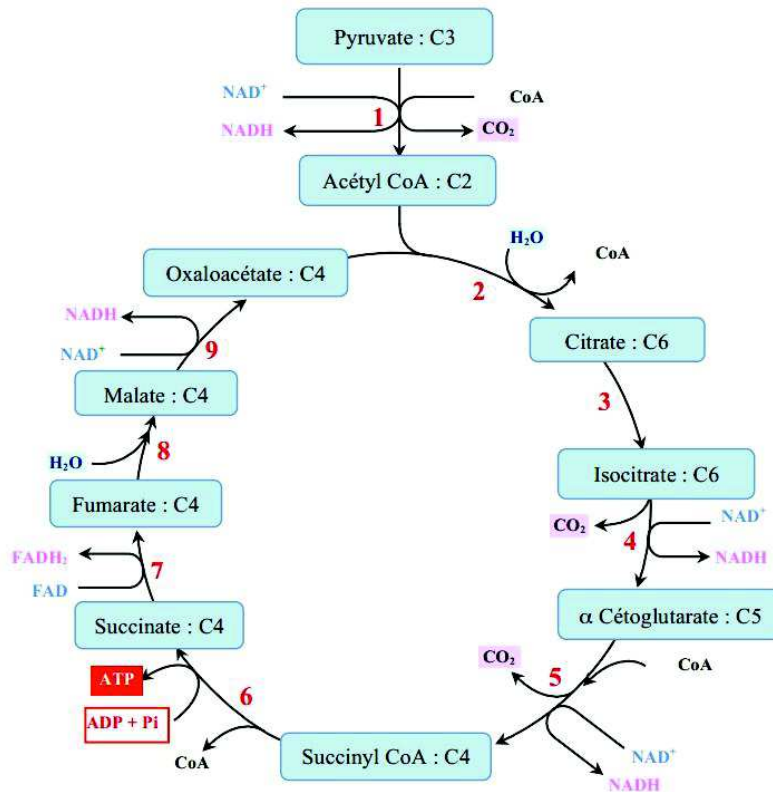 Pyruvate : C3
NAD⁺
CoA
1
NADH
CO₂
Acétyl CoA : C2
H₂O
CoA
Oxaloacétate : C4
2
NADH
NAD⁺
9
Citrate : C6
Malate : C4
3
8
H₂O
Isocitrate : C6
Fumarate : C4
CO₂
NAD⁺
4
FADH₂
7
NADH
FAD
α Cétoglutarate : C5
Succinate : C4
CO₂
CoA
5
ATP
6
ADP + Pi
CoA
Succinyl CoA : C4
NAD⁺
NADH